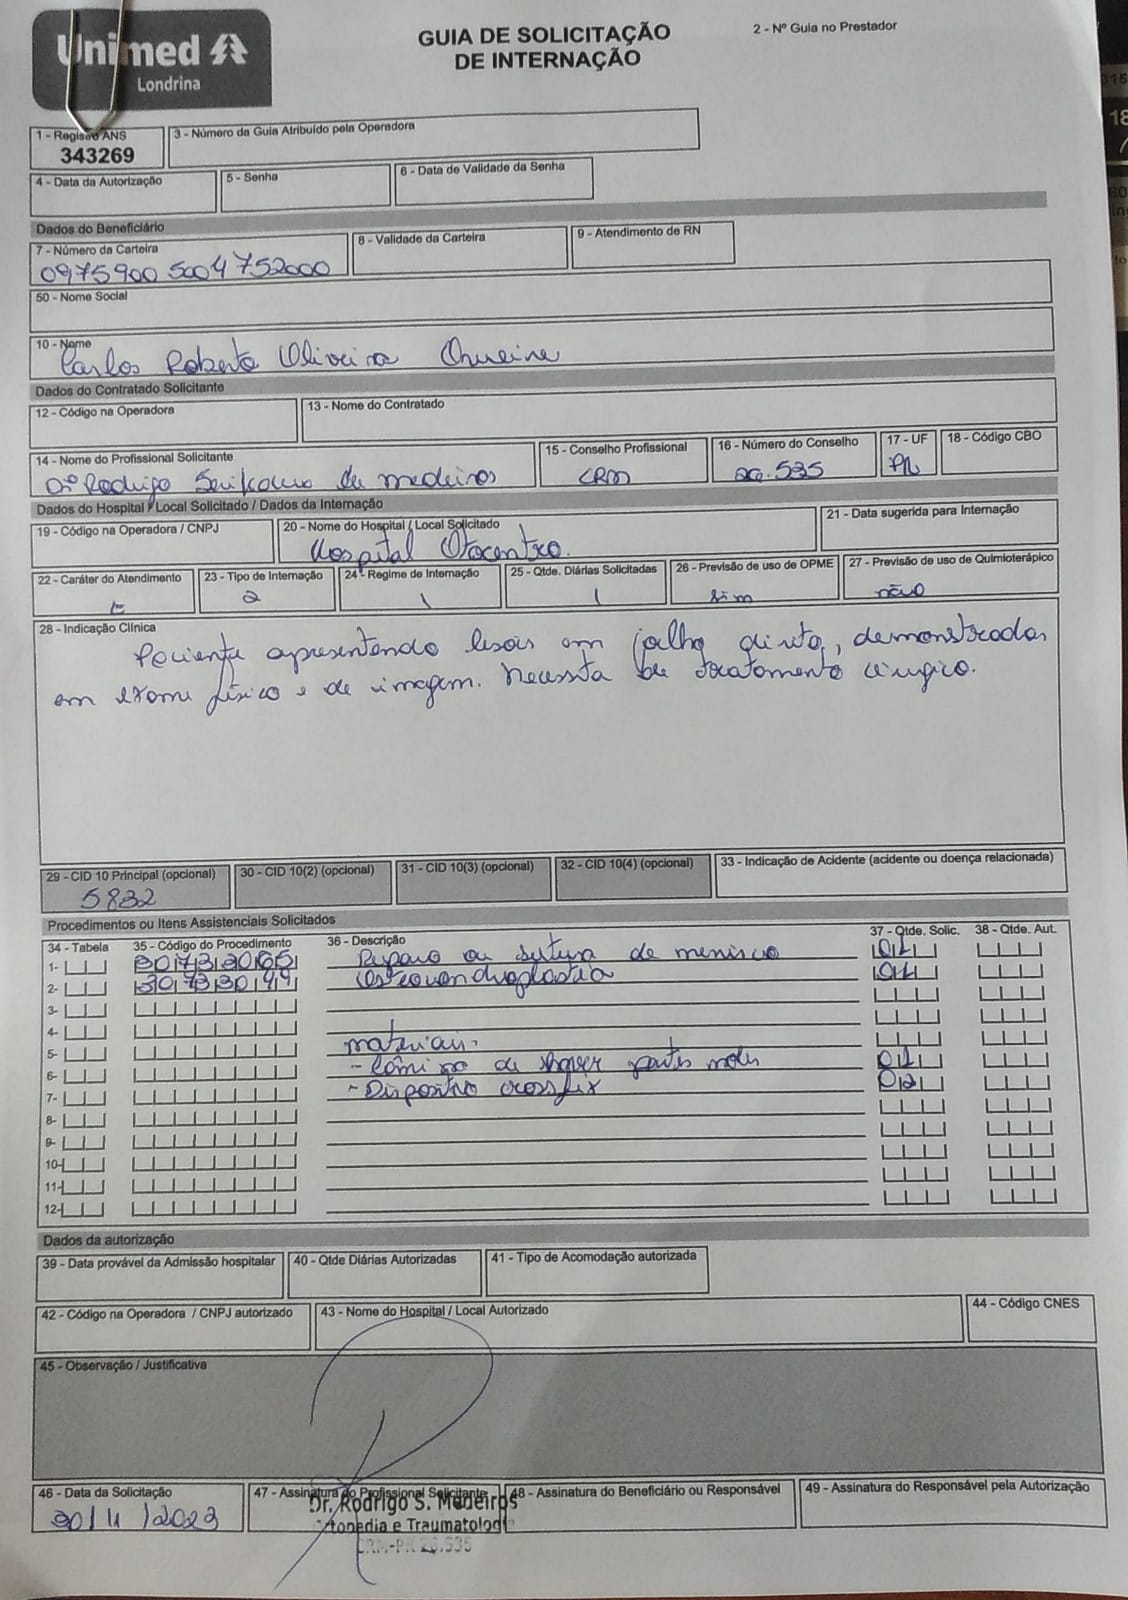 Unimed
Londrina
GUIA DE SOLICITAÇÃO
DE INTERNAÇÃO
2 - Nº Guia no Prestador
1 - Registro ANS
343269
3 - Número da Guia Atribuído pela Operadora
4 - Data da Autorização
5 - Senha
6 - Data de Validade da Senha
Dados do Beneficiário
7 - Número da Carteira
0975900 5004752000
8 - Validade da Carteira
9 - Atendimento de RN
50 - Nome Social
10 - Nome
Carlos Roberto Oliveira
Dados do Contratado Solicitante
12 - Código na Operadora
13 - Nome do Contratado
14 - Nome do Profissional Solicitante
Drº Rodrigo de medeiros
15 - Conselho Profissional
CRM
16 - Número do Conselho
26.535
17 - UF
PR
18 - Código CBO
Dados do Hospital / Local Solicitado / Dados da Internação
19 - Código na Operadora / CNPJ
20 - Nome do Hospital / Local Solicitado
Hospital Otocentro.
21 - Data sugerida para Internação
22 - Caráter do Atendimento
E
23 - Tipo de Internação
2
24 - Regime de Internação
1
25 - Qtde. Diárias Solicitadas
1
26 - Previsão de uso de OPME
sim
27 - Previsão de uso de Quimioterápico
não
28 - Indicação Clínica
Paciente apresentando lesões em joelho direito, demonstradas
em exame físico e de imagem. Necessita de tratamento cirúgico.
29 - CID 10 Principal (opcional)
S832
30 - CID 10(2) (opcional)
31 - CID 10(3) (opcional)
32 - CID 10(4) (opcional)
33 - Indicação de Acidente (acidente ou doença relacionada)
Procedimentos ou Itens Assistenciais Solicitados
34 - Tabela
35 - Código do Procedimento
36 - Descrição
37 - Qtde. Solic.
38 - Qtde. Aut.
1- Reparo ou sutura de menisco 01
2- Osteocondroplastia 01
3-
4-
5- materiais:
6- - Lâmina de shaver partes moles 01
7- - Dispositivo crossfix 02
8-
9-
10-
11-
12-
Dados da autorização
39 - Data provável da Admissão hospitalar
40 - Qtde Diárias Autorizadas
41 - Tipo de Acomodação autorizada
42 - Código na Operadora / CNPJ autorizado
43 - Nome do Hospital / Local Autorizado
44 - Código CNES
45 - Observação / Justificativa
46 - Data da Solicitação
30/11/2023
47 - Assinatura do Profissional Solicitante
Dr. Rodrigo S. Medeiros
Ortopedia e Traumatologia
CRM-PR 26.535
48 - Assinatura do Beneficiário ou Responsável
49 - Assinatura do Responsável pela Autorização